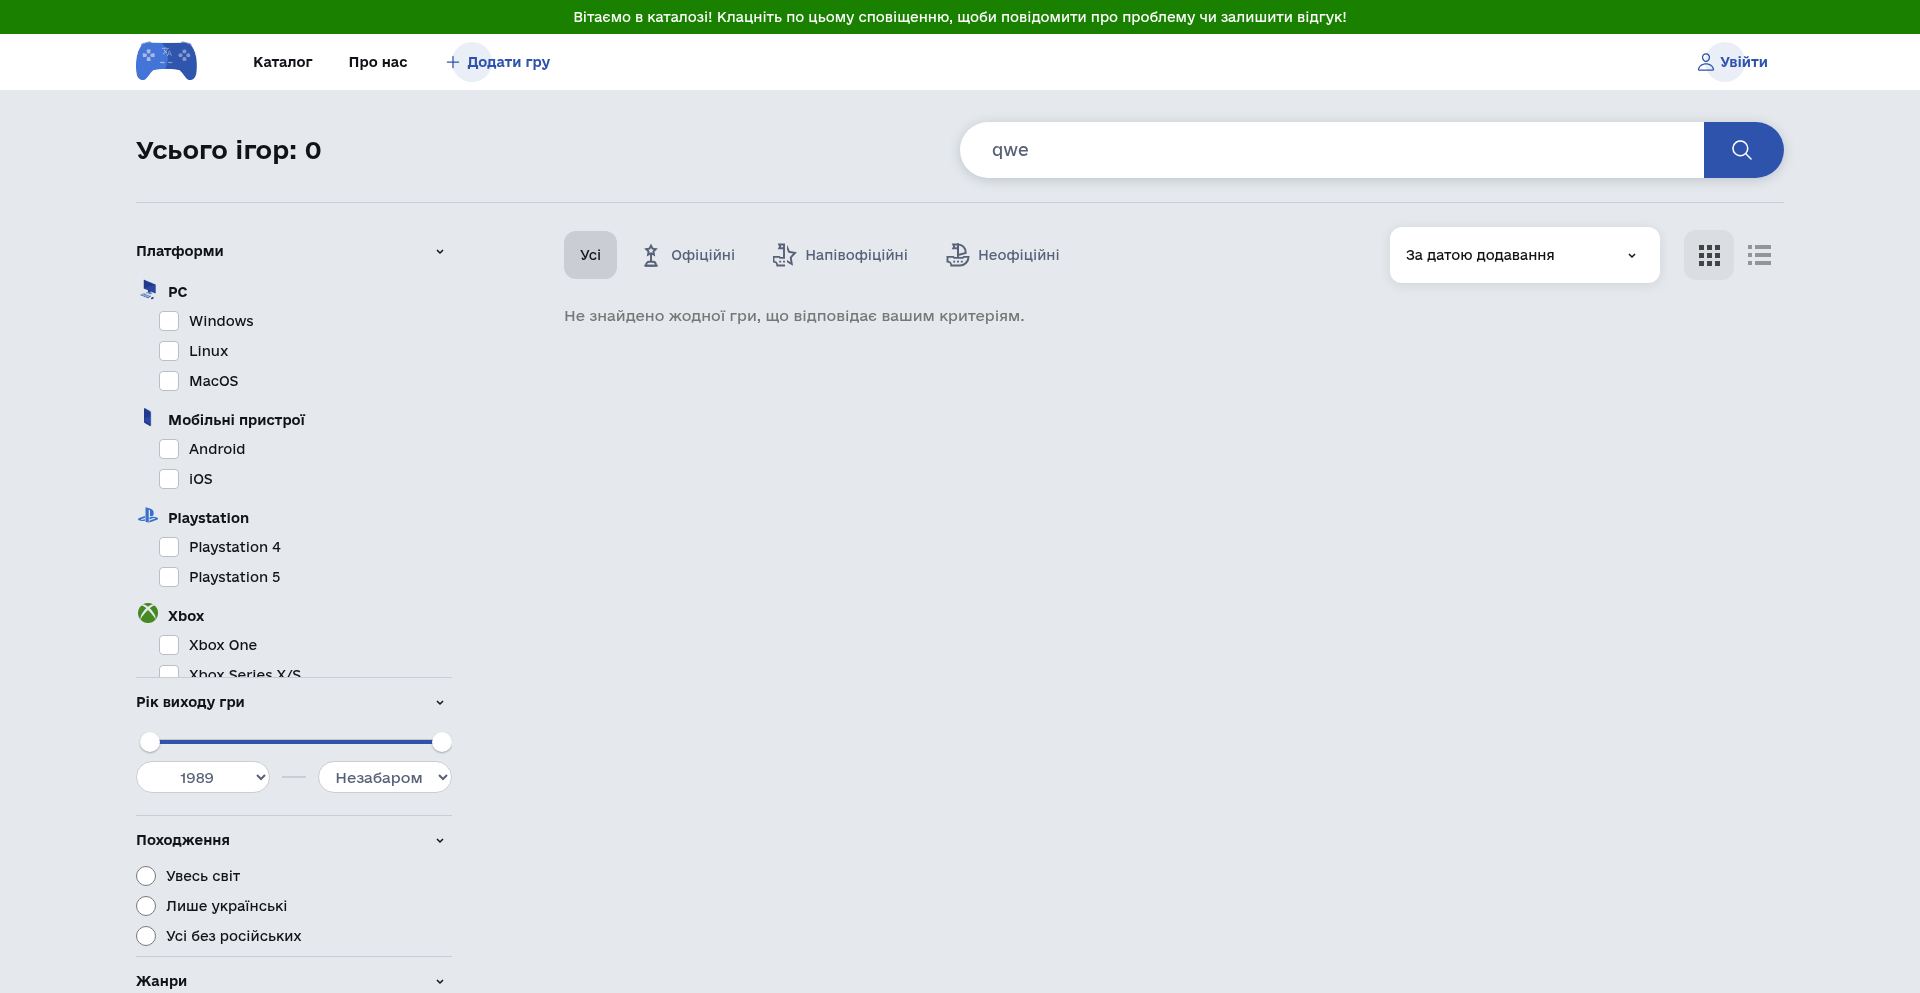 Вітаємо в каталозі! Клацніть по цьому сповіщенню, щоби повідомити про проблему чи залишити відгук!
Каталог
Про нас
Додати гру
Увійти
Усього ігор: 0
qwe
Платформи
PC
Windows
Linux
MacOS
Мобільні пристрої
Android
iOS
Playstation
Playstation 4
Playstation 5
Xbox
Xbox One
Xbox Series X/S
Рік виходу гри
1989
Незабаром
Походження
Увесь світ
Лише українські
Усі без російських
Жанри
Усі
Офіційні
Напівофіційні
Неофіційні
За датою додавання
Не знайдено жодної гри, що відповідає вашим критеріям.